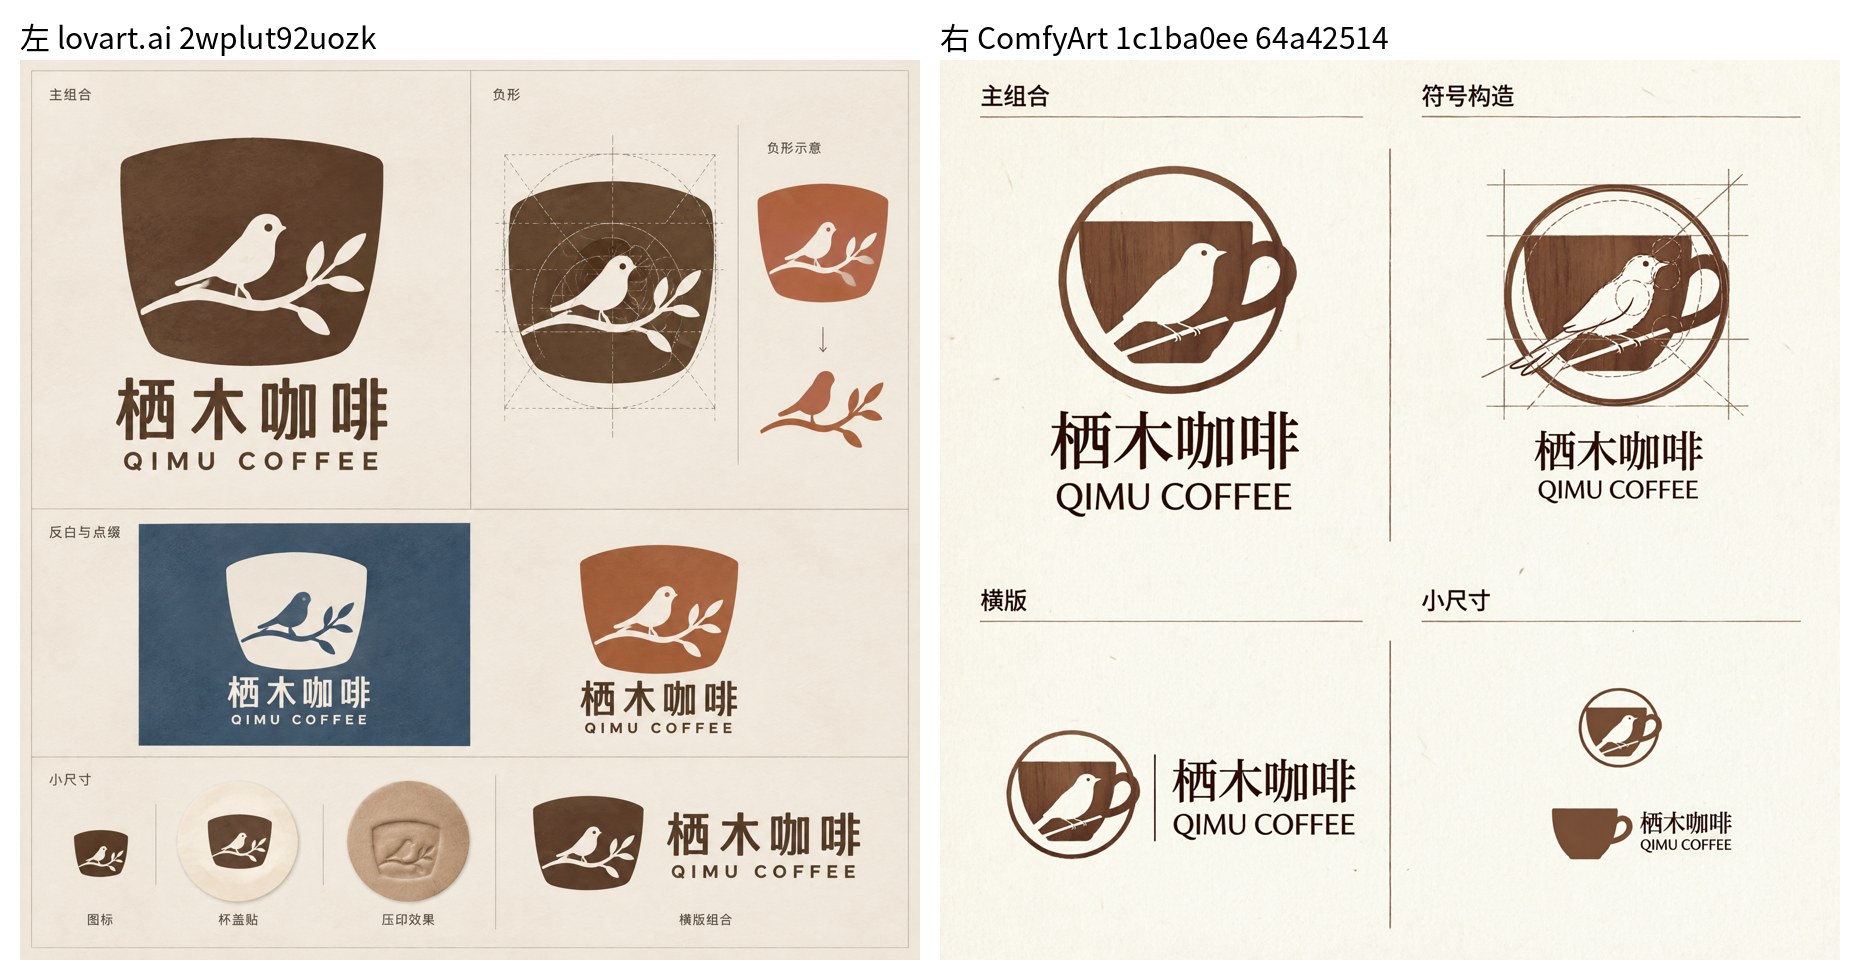 左 lovart.ai 2wplut92uozk
主组合
栖木咖啡
QIMU COFFEE
负形
负形示意
反白与点缀
栖木咖啡
QIMU COFFEE
栖木咖啡
QIMU COFFEE
小尺寸
图标
杯盖贴
压印效果
栖木咖啡
QIMU COFFEE
横版组合
右 ComfyArt 1c1ba0ee 64a42514
主组合
栖木咖啡
QIMU COFFEE
符号构造
栖木咖啡
QIMU COFFEE
横版
栖木咖啡
QIMU COFFEE
小尺寸
栖木咖啡
QIMU COFFEE